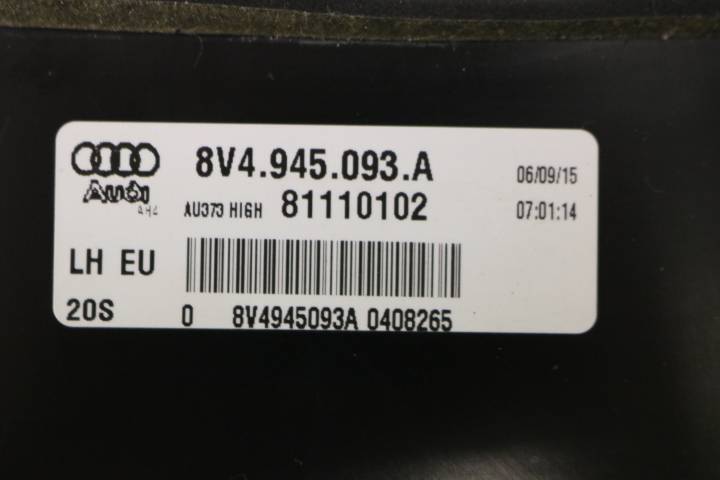 8V4.945.093.A
06/09/15
Audi
AU373 HIGH 81110102
07:01:14
LH EU
20S
0 8V4945093A 0408265